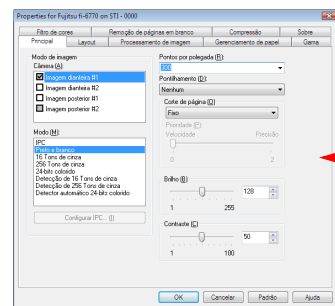 Properties for Fujitsu fi-6770 on STI - 0000
Filtro de cores
Remoção de páginas em branco
Compressão
Sobre
Principal
Layout
Processamento de imagem
Gerenciamento de papel
Gama
Modo de imagem
Câmera (A):
Imagem dianteira #1
Imagem dianteira #2
Imagem posterior #1
Imagem posterior #2
Modo (M):
IPC
Preto e branco
16 Tons de cinza
256 Tons de cinza
24-bits colorido
Detecção de 16 Tons de cinza
Detecção de 256 Tons de cinza
Detector automático 24-bits colorido
Configurar IPC... (I)
Pontos por polegada (R):
300
Pontilhamento (D):
Nenhum
Corte de página (O)
Fixo
Prioridade (P)
Velocidade
Precisão
0
2
Brilho (B)
128
1
255
Contraste (C)
50
1
100
OK
Cancelar
Padrão
Ajuda